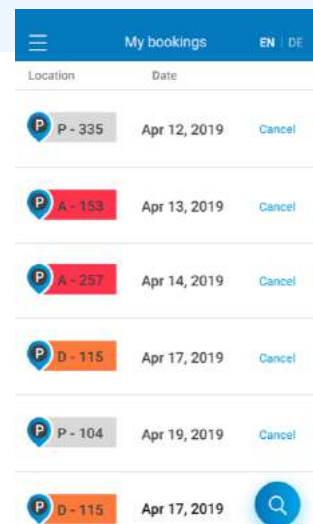 My bookings EN | DE
Location Date
P P - 335 Apr 12, 2019 Cancel
P A - 153 Apr 13, 2019 Cancel
P A - 257 Apr 14, 2019 Cancel
P D - 115 Apr 17, 2019 Cancel
P P - 104 Apr 19, 2019 Cancel
P D - 115 Apr 17, 2019